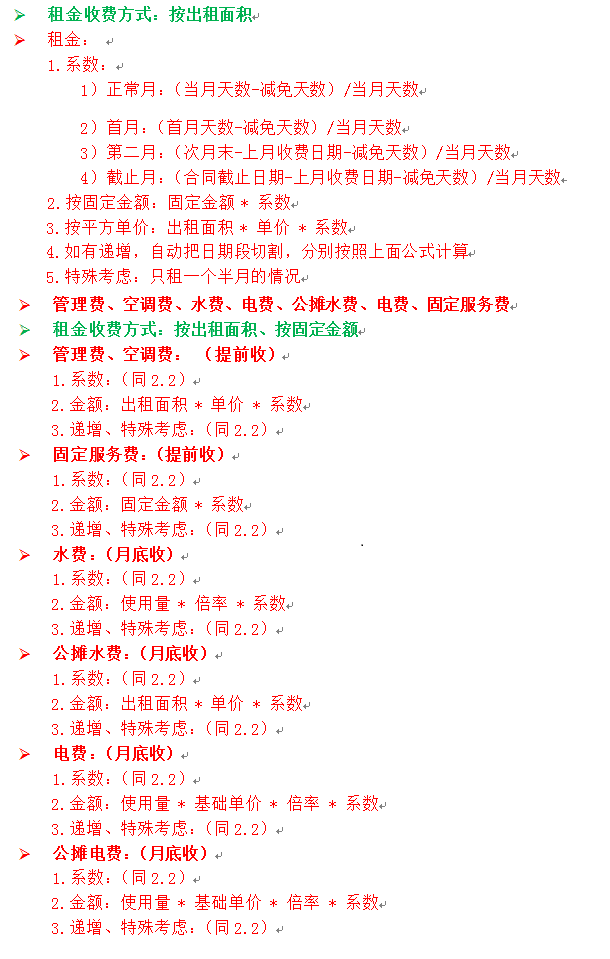 ➢ 租金收费方式：按出租面积↵
➢ 租金： ↵
1.系数：↵
1）正常月：（当月天数-减免天数）/当月天数↵
2）首月：（首月天数-减免天数）/当月天数↵
3）第二月：（次月末-上月收费日期-减免天数）/当月天数↵
4）截止月：（合同截止日期-上月收费日期-减免天数）/当月天数↵
2.按固定金额：固定金额 * 系数↵
3.按平方单价：出租面积 * 单价 * 系数↵
4.如有递增，自动把日期段切割，分别按照上面公式计算↵
5.特殊考虑：只租一个半月的情况↵
➢ 管理费、空调费、水费、电费、公摊水费、电费、固定服务费↵
➢ 租金收费方式：按出租面积、按固定金额↵
➢ 管理费、空调费： （提前收）↵
1.系数：（同2.2）↵
2.金额：出租面积 * 单价 * 系数↵
3.递增、特殊考虑：（同2.2）↵
➢ 固定服务费：（提前收）↵
1.系数：（同2.2）↵
2.金额：固定金额 * 系数↵
3.递增、特殊考虑：（同2.2）↵
➢ 水费：（月底收）↵
1.系数：（同2.2）↵
2.金额：使用量 * 倍率 * 系数↵
3.递增、特殊考虑：（同2.2）↵
➢ 公摊水费：（月底收）↵
1.系数：（同2.2）↵
2.金额：出租面积 * 单价 * 系数↵
3.递增、特殊考虑：（同2.2）↵
➢ 电费：（月底收）↵
1.系数：（同2.2）↵
2.金额：使用量 * 基础单价 * 倍率 * 系数↵
3.递增、特殊考虑：（同2.2）↵
➢ 公摊电费：（月底收）↵
1.系数：（同2.2）↵
2.金额：使用量 * 基础单价 * 倍率 * 系数↵
3.递增、特殊考虑：（同2.2）↵